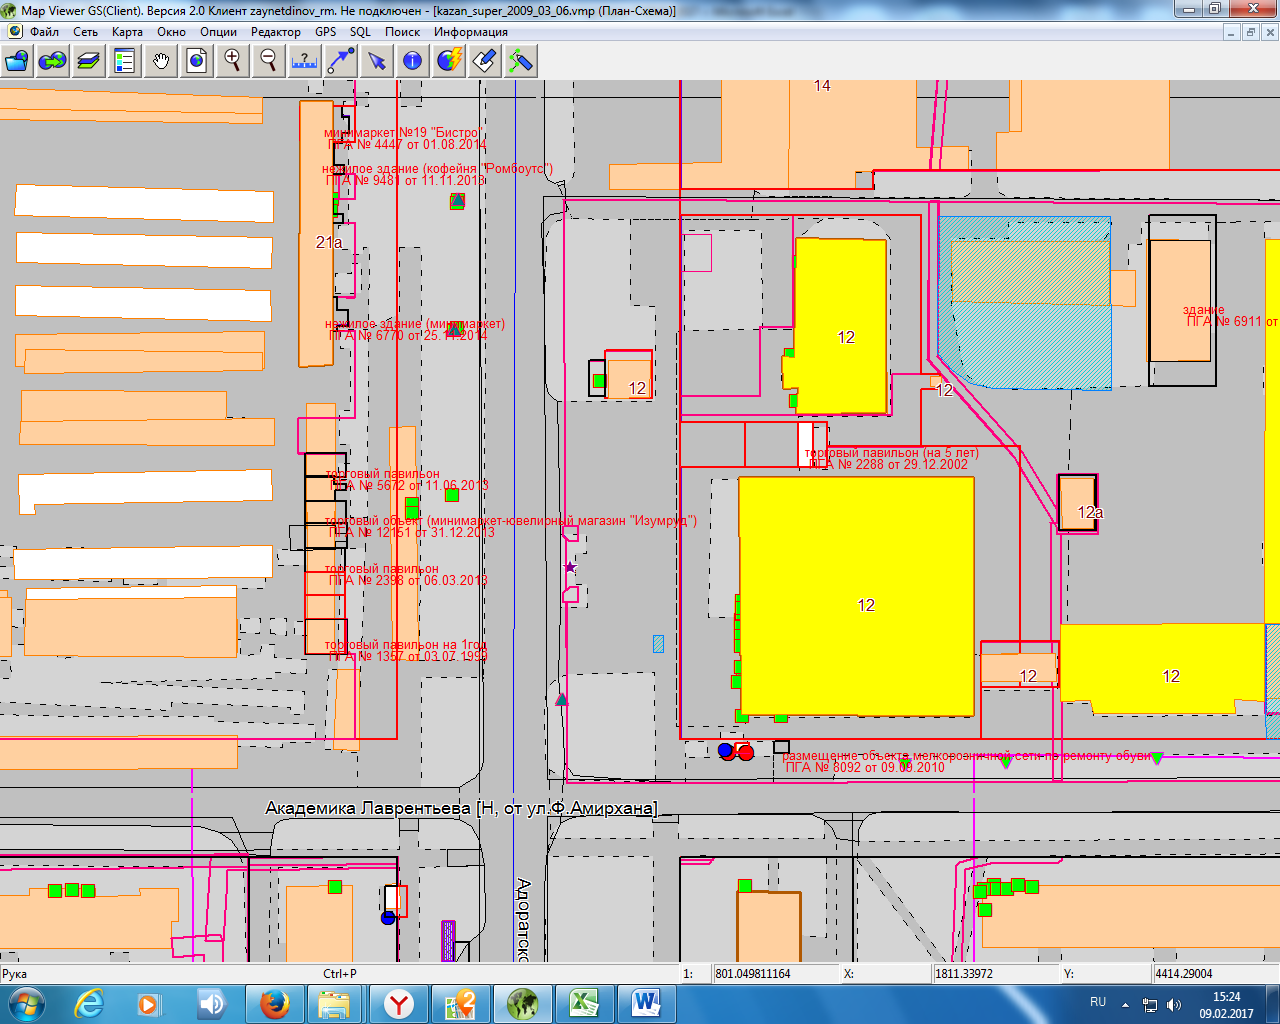 Map Viewer GS(Client). Версия 2.0 Клиент zaynetdinov_rm. Не подключен - [kazan_super_2009_03_06.vmp (План-Схема)]
Файл Сеть Карта Окно Опции Редактор GPS SQL Поиск Информация
14
минимаркет №19 "Бистро"
ПГА № 4447 от 01.08.2014
нежилое здание (кофейня "Ромбоутс")
ПГА № 9481 от 11.11.2013
21а
нежилое здание (минимаркет)
ПГА № 6770 от 25.11.2014
здание
ПГА № 6911 от
12
12
12
торговый павильон (на 5 лет)
ПГА № 2288 от 29.12.2002
торговый павильон
ПГА № 5672 от 11.06.2013
12а
торговый объект (минимаркет-ювелирный магазин "Изумруд")
ПГА № 12151 от 31.12.2013
торговый павильон
ПГА № 2398 от 06.03.2013
12
торговый павильон на 1год
ПГА № 1357 от 03.07.1999
12
12
размещение объекта мелкорозничной сети по ремонту обуви
ПГА № 8092 от 09.09.2010
Академика Лаврентьева [Н, от ул.Ф.Амирхана]
Адоратско
Рука Ctrl+P 1: 801.049811164 X: 1811.33972 Y: 4414.29004
RU 15:24
09.02.2017